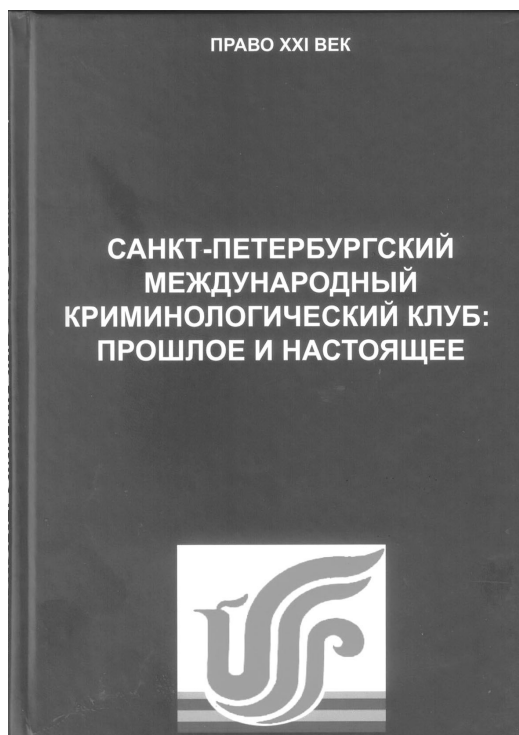 ПРАВО XXI ВЕК
САНКТ-ПЕТЕРБУРГСКИЙ
МЕЖДУНАРОДНЫЙ
КРИМИНОЛОГИЧЕСКИЙ КЛУБ:
ПРОШЛОЕ И НАСТОЯЩЕЕ